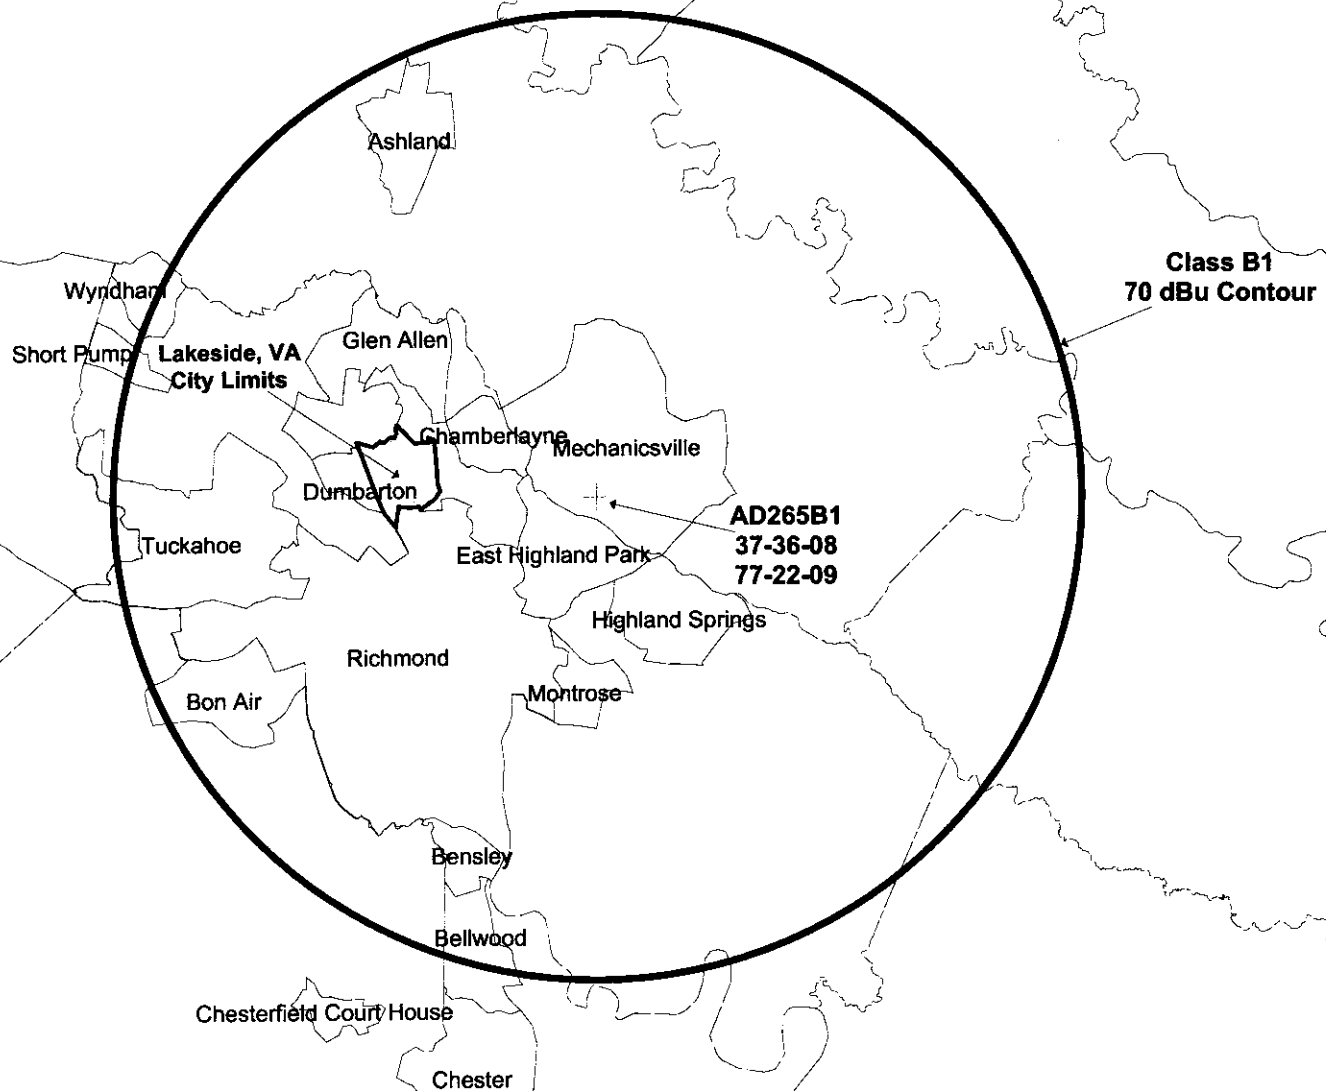 Ashland
Class B1
70 dBu Contour
Wyndham
Glen Allen
Short Pump
Lakeside, VA
City Limits
Chamberlayne
Mechanicsville
Dumbarton
AD265B1
37-36-08
77-22-09
Tuckahoe
East Highland Park
Highland Springs
Richmond
Montrose
Bon Air
Bensley
Bellwood
Chesterfield Court House
Chester